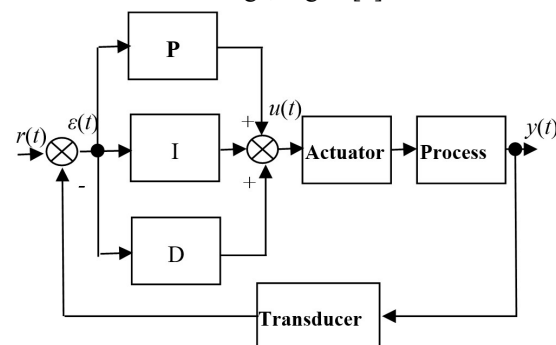 P
ε(t)
u(t)
r(t)
y(t)
+
I
Actuator
Process
-
+
D
Transducer